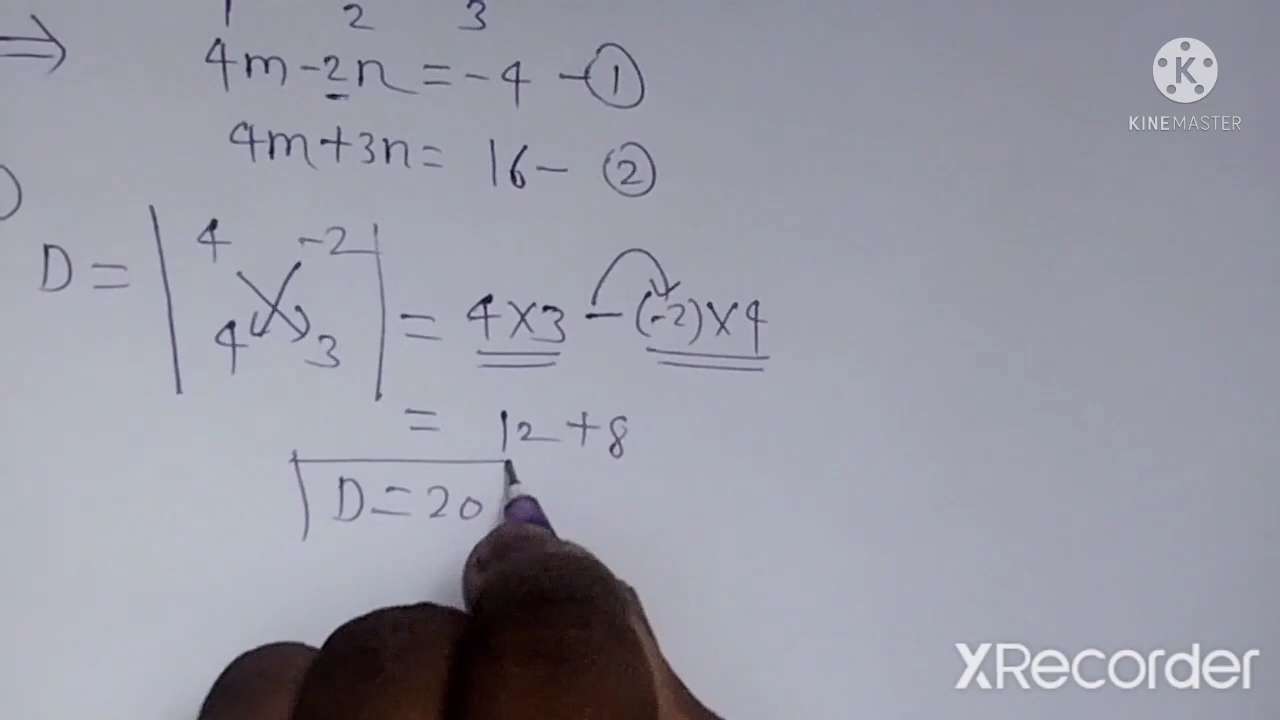 1 2 3
⇒ 4m-2n=-4 -①
4m+3n= 16- ②
D = | 4 -2 | = 4×3 -(-2)×4
4 3
= 12+8
D=20
K
KINEMASTER
XRecorder